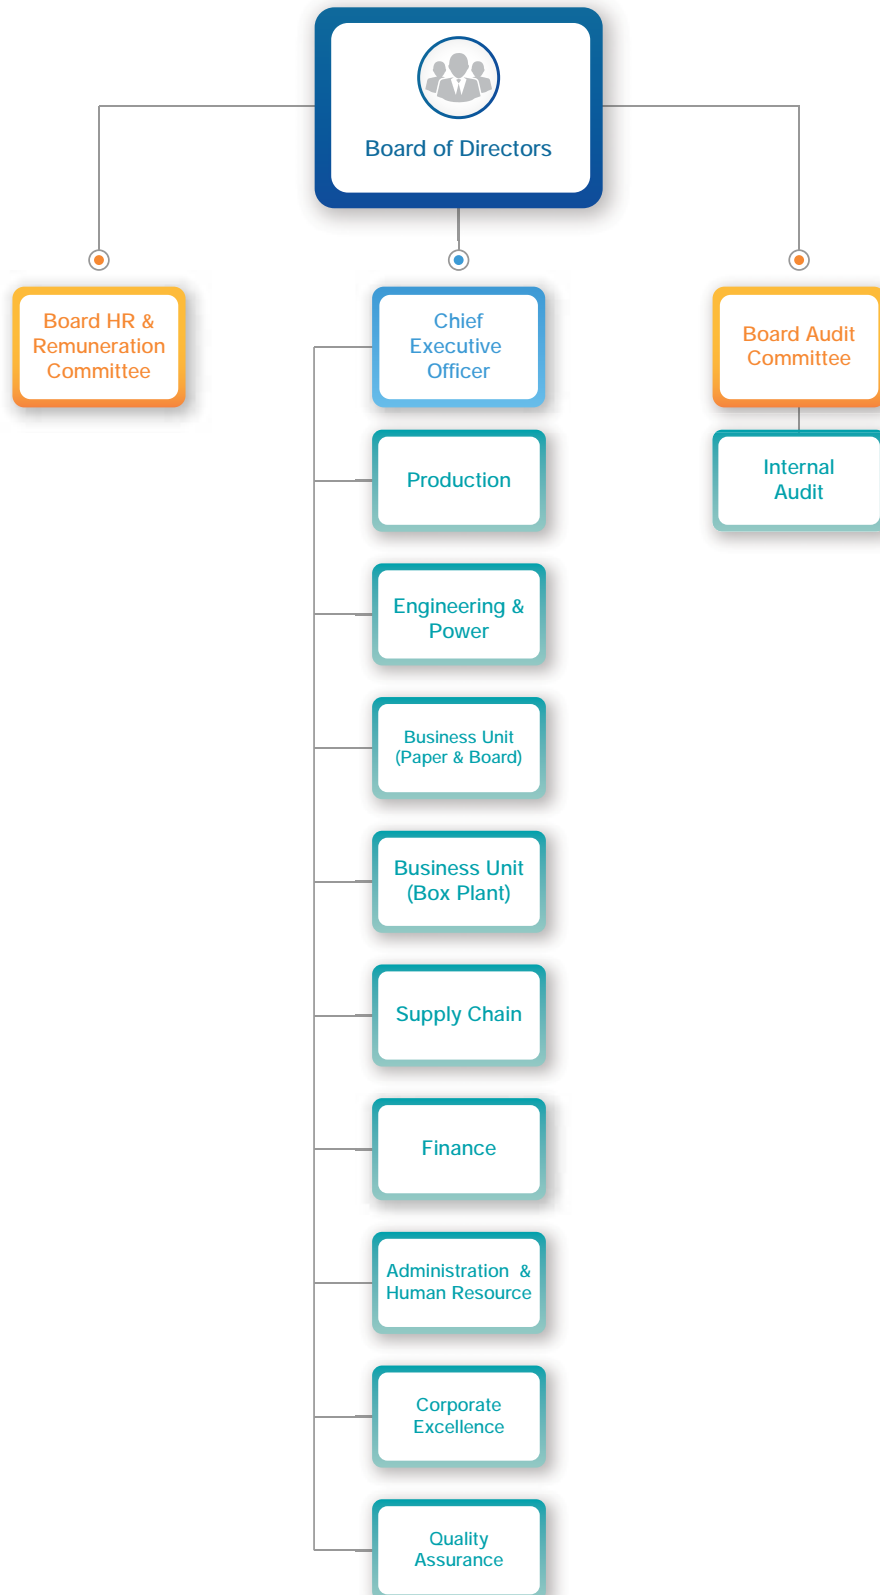 Board of Directors
Board HR &
Remuneration
Committee
Chief
Executive
Officer
Board Audit
Committee
Internal
Audit
Production
Engineering &
Power
Business Unit
(Paper & Board)
Business Unit
(Box Plant)
Supply Chain
Finance
Administration &
Human Resource
Corporate
Excellence
Quality
Assurance